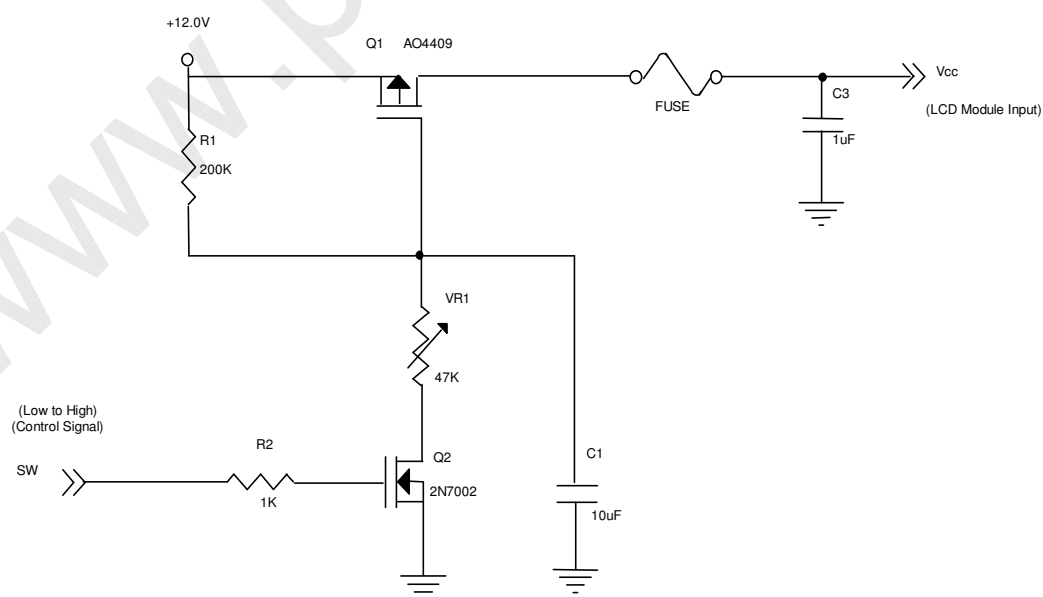 +12.0V
Q1 AO4409
Vcc
C3
FUSE
(LCD Module Input)
1uF
R1
200K
VR1
47K
(Low to High)
(Control Signal)
R2
SW
Q2
C1
2N7002
1K
10uF
www.p